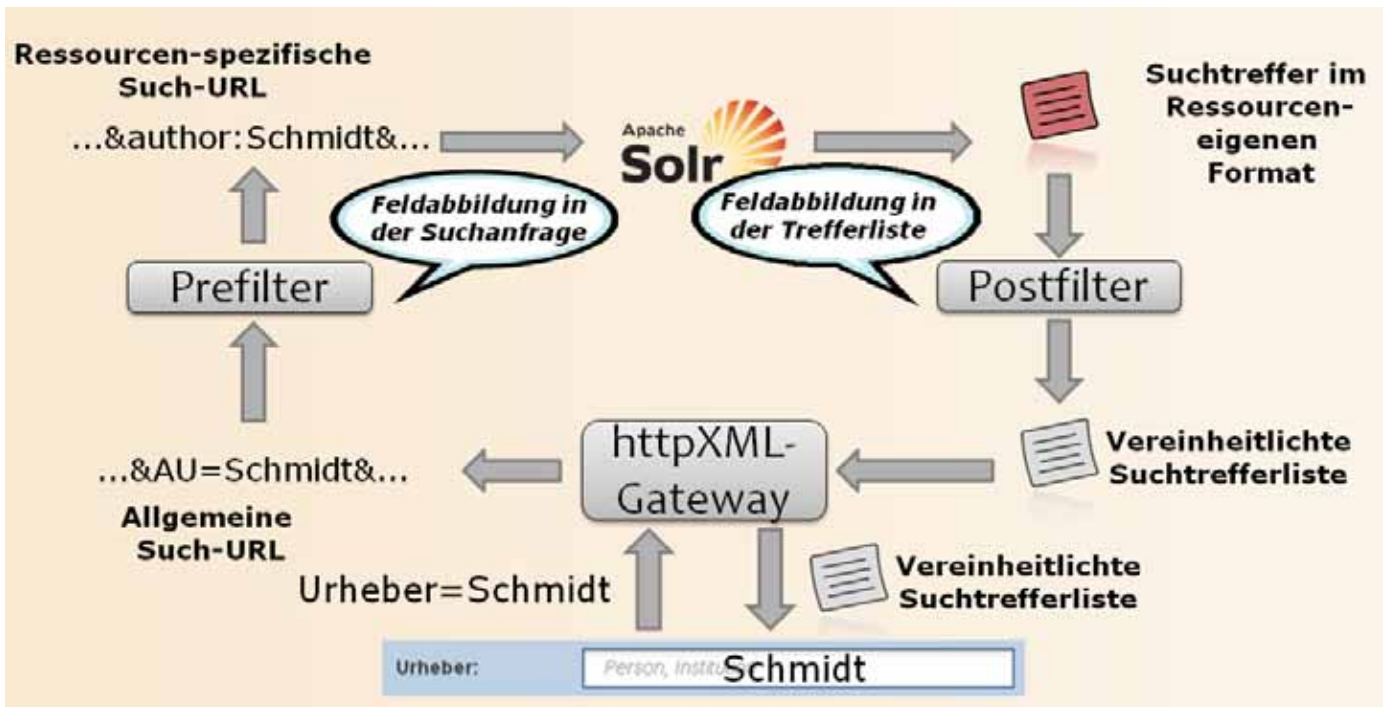 Ressourcen-spezifische
Such-URL
...&author:Schmidt&...
Apache
Solr
Suchtreffer im
Ressourcen-
eigenen
Format
Feldabbildung in
der Suchanfrage
Feldabbildung in
der Trefferliste
Prefilter
Postfilter
...&AU=Schmidt&...
Allgemeine
Such-URL
httpXML-
Gateway
Vereinheitlichte
Suchtrefferliste
Urheber=Schmidt
Vereinheitlichte
Suchtrefferliste
Urheber:
Person, Schmidt